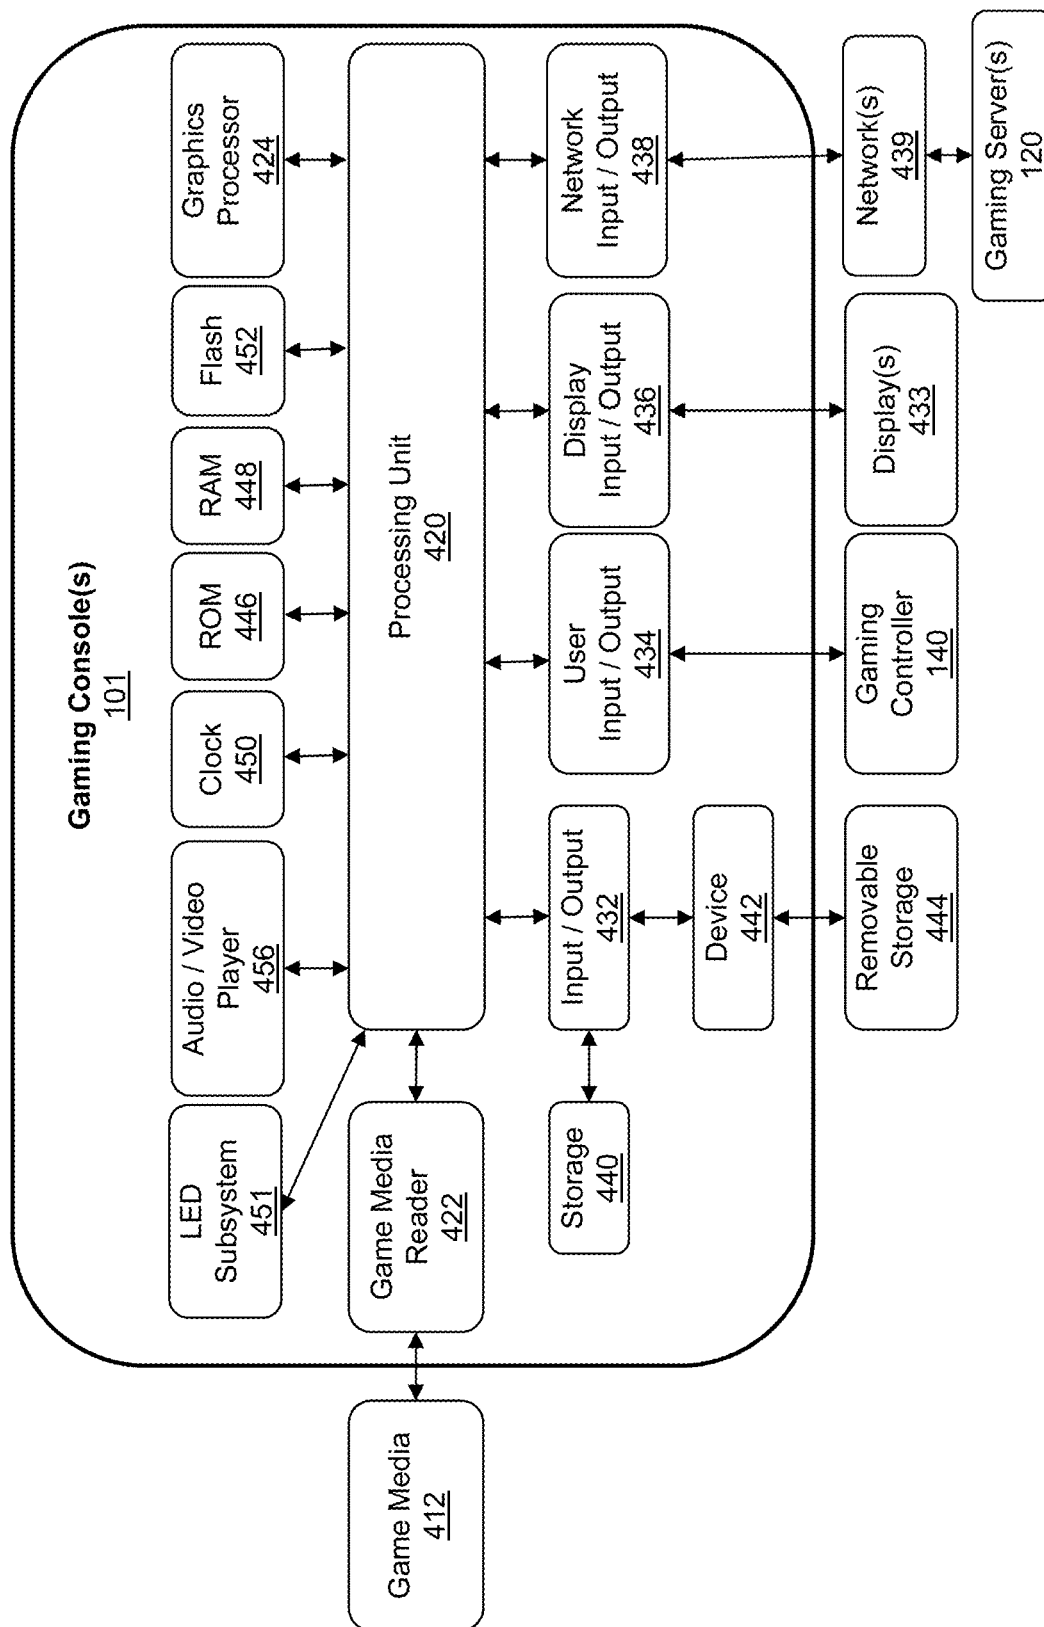 Gaming Console(s)
101
LED
Subsystem
451
Audio / Video
Player
456
Clock
450
ROM
446
RAM
448
Flash
452
Graphics
Processor
424
Game Media
412
Game Media
Reader
422
Processing Unit
420
Storage
440
Input / Output
432
User
Input / Output
434
Display
Input / Output
436
Network
Input / Output
438
Device
442
Removable
Storage
444
Gaming
Controller
140
Display(s)
433
Network(s)
439
Gaming Server(s)
120